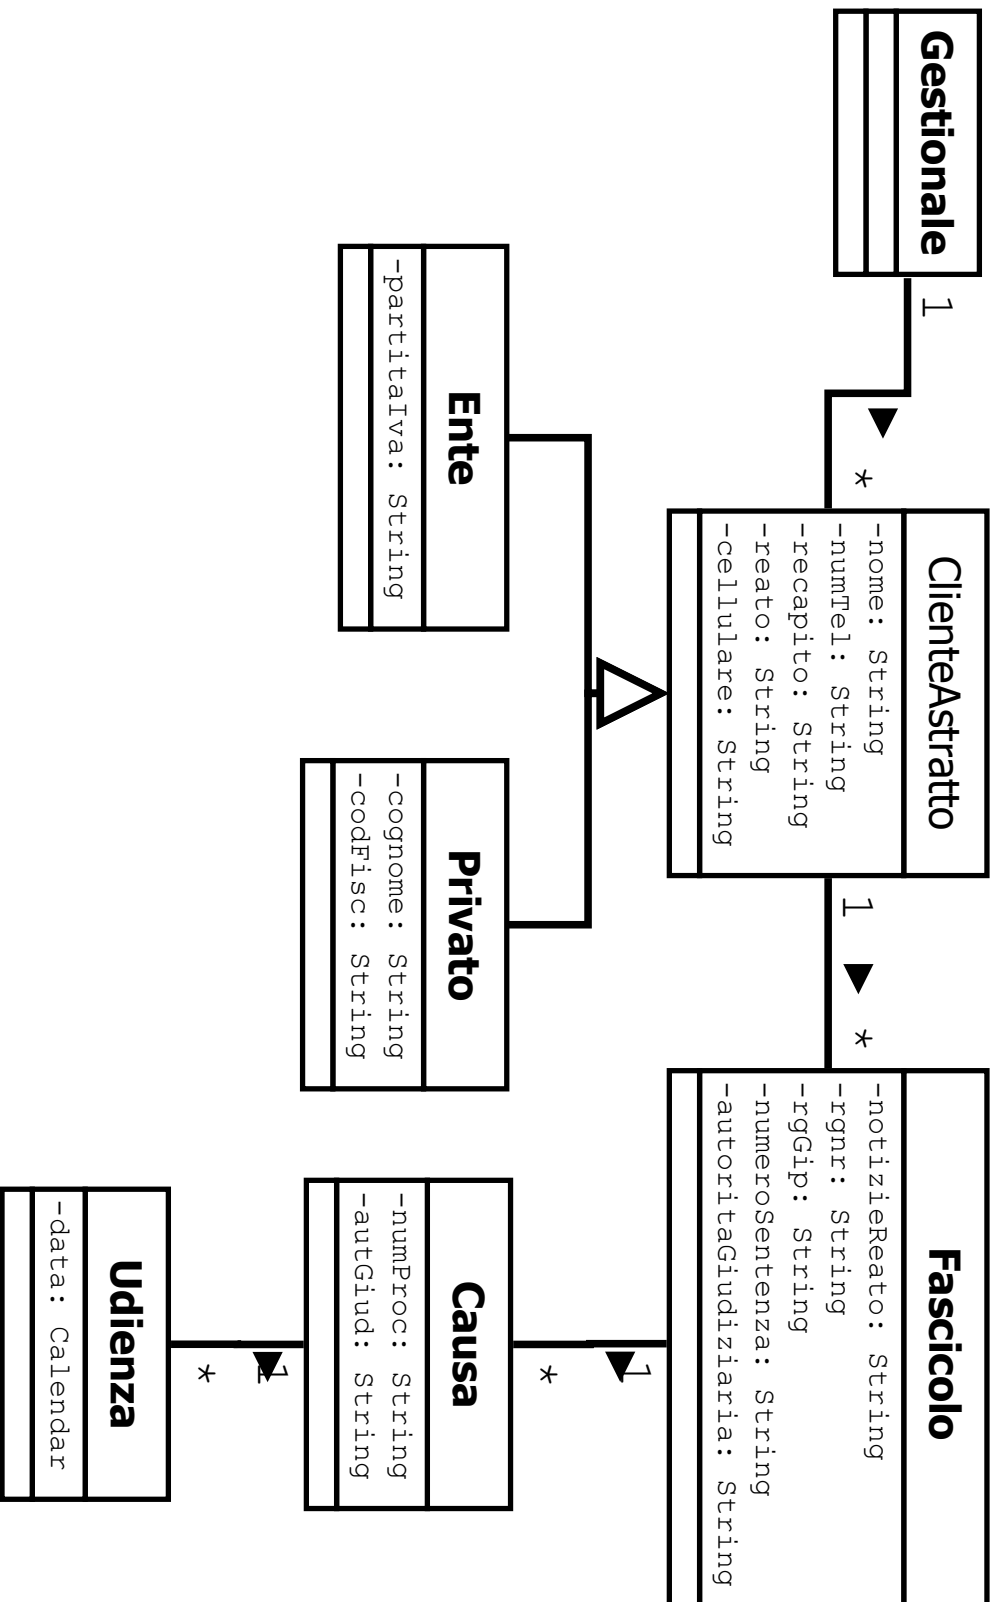 Gestionale
1
*
ClienteAstratto
-nome: String
-numTel: String
-recapito: String
-reato: String
-cellulare: String
1
*
Fascicolo
-notizieReato: String
-rgnr: String
-rgGip: String
-numeroSentenza: String
-autoritaGiudiziaria: String
Ente
-partitaIva: String
Privato
-cognome: String
-codFisc: String
1
*
Causa
-numProc: String
-autGiud: String
1
*
Udienza
-data: Calendar